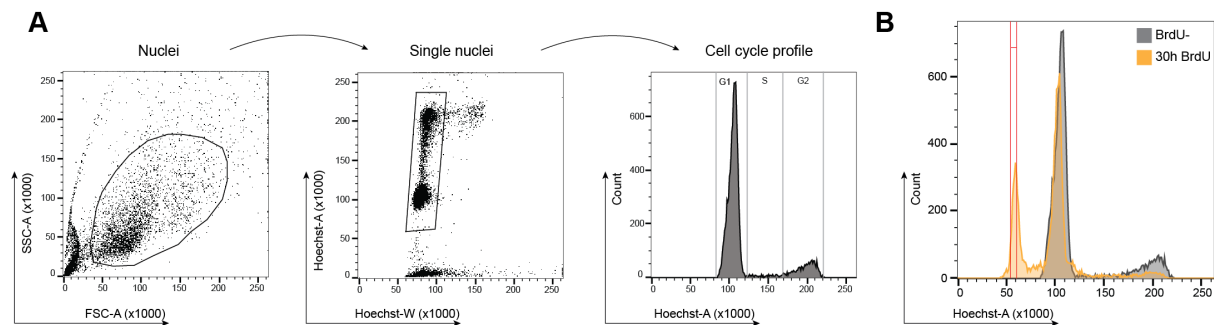 A
Nuclei
Single nuclei
Cell cycle profile
B
250
200
150
100
50
0
SSC-A (x1000)
0 50 100 150 200 250
FSC-A (x1000)
250
200
150
100
50
0
Hoechst-A (x1000)
0 50 100 150 200 250
Hoechst-W (x1000)
G1 S G2
600
400
200
0
Count
0 50 100 150 200 250
Hoechst-A (x1000)
BrdU-
30h BrdU
600
400
200
0
Count
0 50 100 150 200 250
Hoechst-A (x1000)